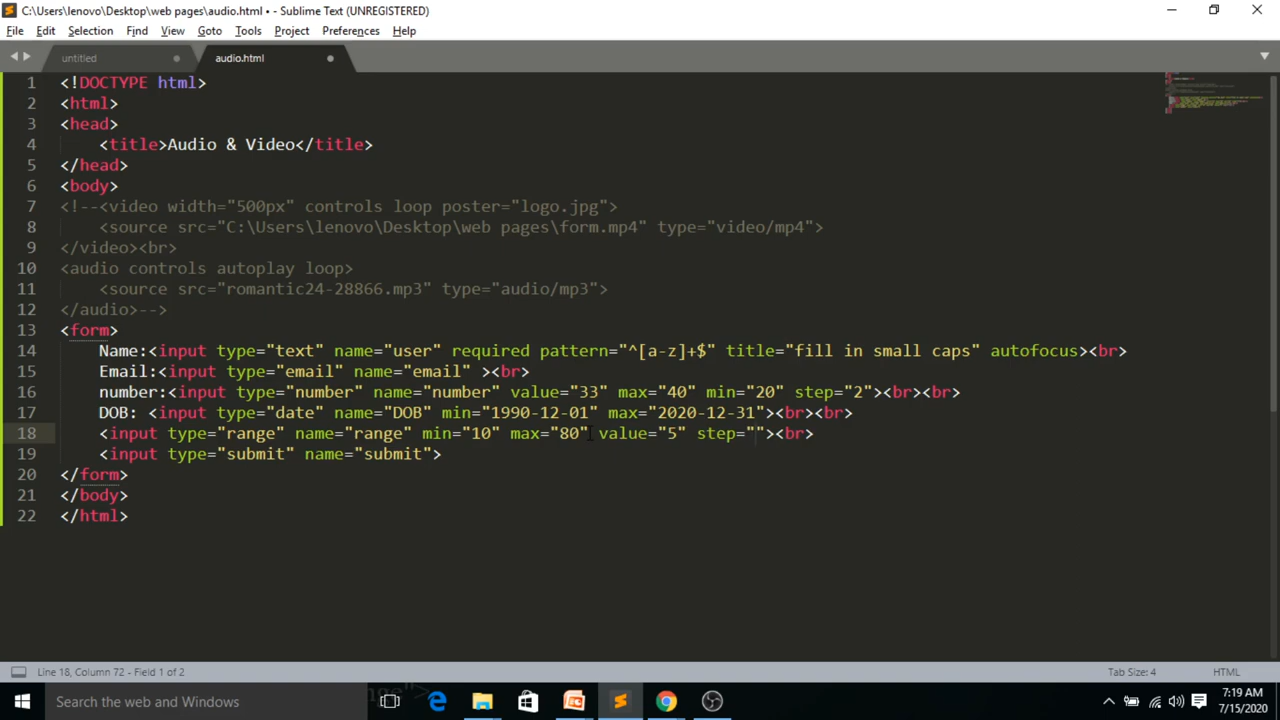 C:\Users\lenovo\Desktop\web pages\audio.html • - Sublime Text (UNREGISTERED)
File Edit Selection Find View Goto Tools Project Preferences Help
untitled audio.html
1 <!DOCTYPE html>
2 <html>
3 <head>
4 <title>Audio & Video</title>
5 </head>
6 <body>
7 <!--<video width="500px" controls loop poster="logo.jpg">
8 <source src="C:\Users\lenovo\Desktop\web pages\form.mp4" type="video/mp4">
9 </video><br>
10 <audio controls autoplay loop>
11 <source src="romantic24-28866.mp3" type="audio/mp3">
12 </audio>-->
13 <form>
14 Name:<input type="text" name="user" required pattern="^[a-z]+$" title="fill in small caps" autofocus><br>
15 Email:<input type="email" name="email" ><br>
16 number:<input type="number" name="number" value="33" max="40" min="20" step="2"><br><br>
17 DOB: <input type="date" name="DOB" min="1990-12-01" max="2020-12-31"><br><br>
18 <input type="range" name="range" min="10" max="80" value="5" step=""><br>
19 <input type="submit" name="submit">
20 </form>
21 </body>
22 </html>
Line 18, Column 72 - Field 1 of 2 Tab Size: 4 HTML
Search the web and Windows
7:19 AM
7/15/2020